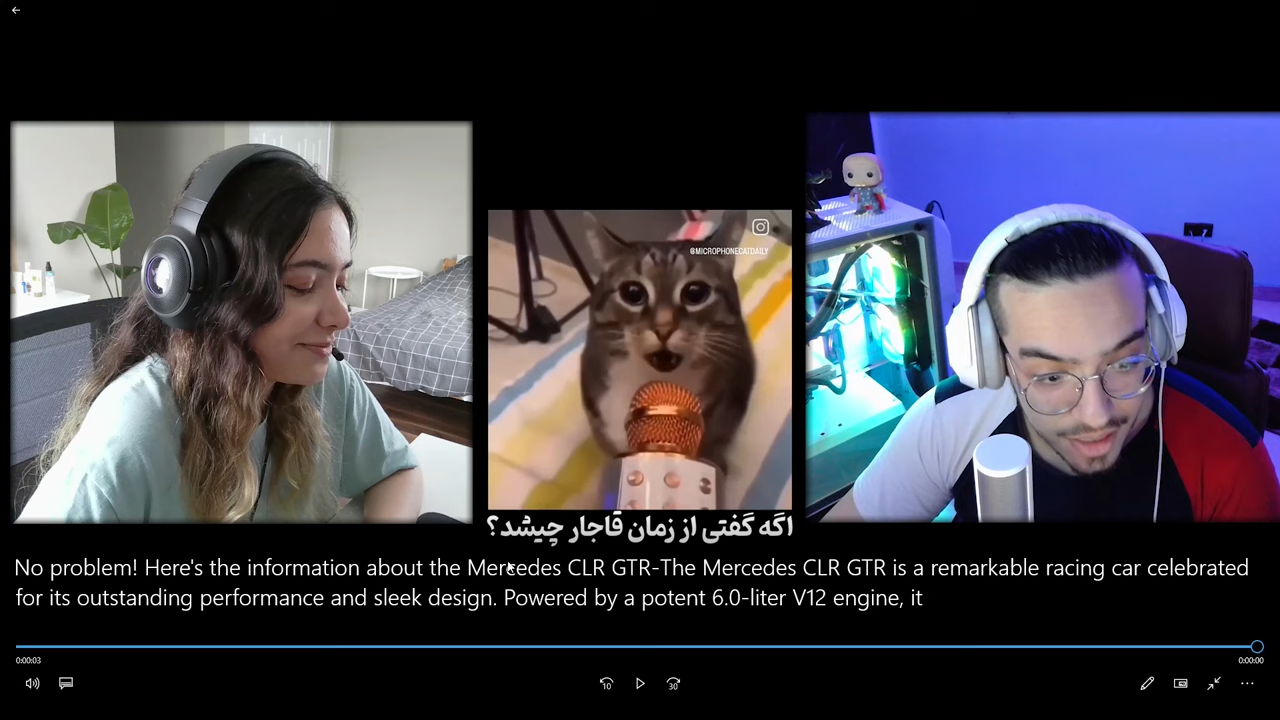 @MICROPHONECATDAILY
اگه گفتی از زمان قاجار چیشد؟
No problem! Here's the information about the Mercedes CLR GTR-The Mercedes CLR GTR is a remarkable racing car celebrated
for its outstanding performance and sleek design. Powered by a potent 6.0-liter V12 engine, it
0:00:03
0:00:00
10
30